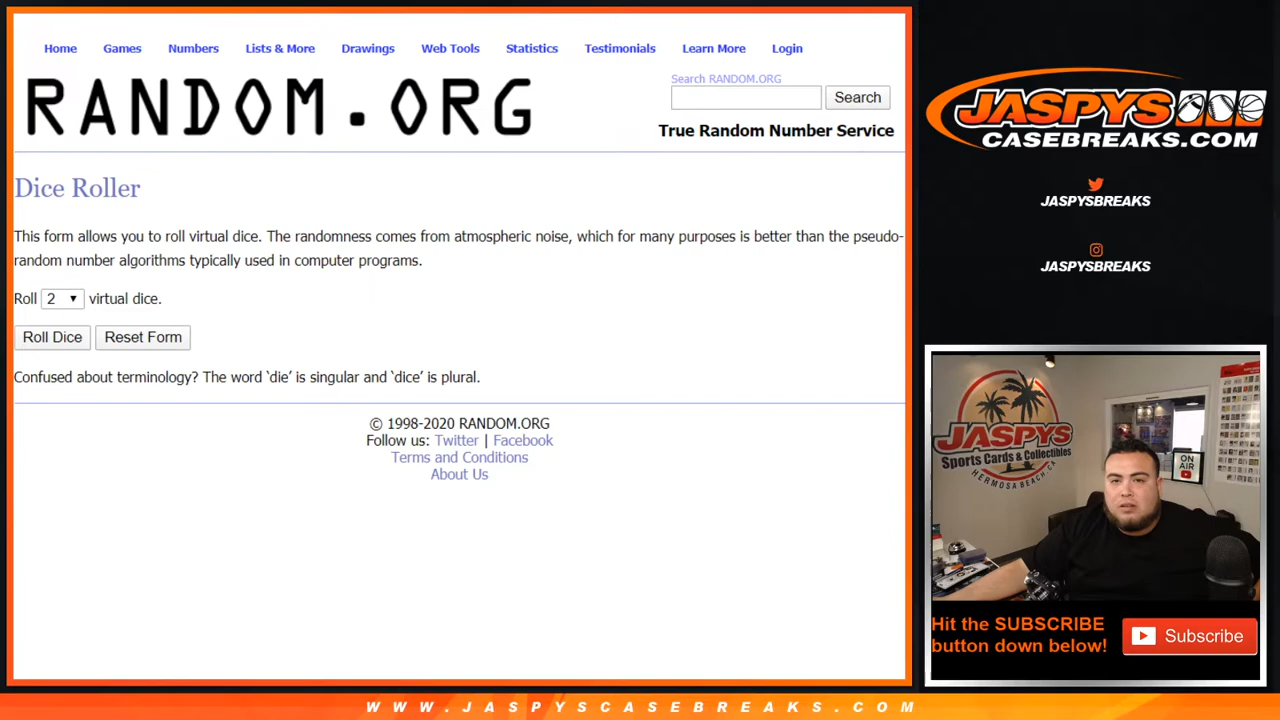 Home Games Numbers Lists & More Drawings Web Tools Statistics Testimonials Learn More Login
RANDOM.ORG
Search RANDOM.ORG
Search
True Random Number Service
Dice Roller
This form allows you to roll virtual dice. The randomness comes from atmospheric noise, which for many purposes is better than the pseudo-
random number algorithms typically used in computer programs.
Roll 2 virtual dice.
Roll Dice Reset Form
Confused about terminology? The word ‘die’ is singular and ‘dice’ is plural.
© 1998-2020 RANDOM.ORG
Follow us: Twitter | Facebook
Terms and Conditions
About Us
JASPYS
CASEBREAKS.COM
JASPYSBREAKS
JASPYSBREAKS
JASPYS
Sports Cards & Collectibles
HERMOSA BEACH, CA
ON
AIR
Hit the SUBSCRIBE
button down below!
Subscribe
WWW.JASPYSCASEBREAKS.COM